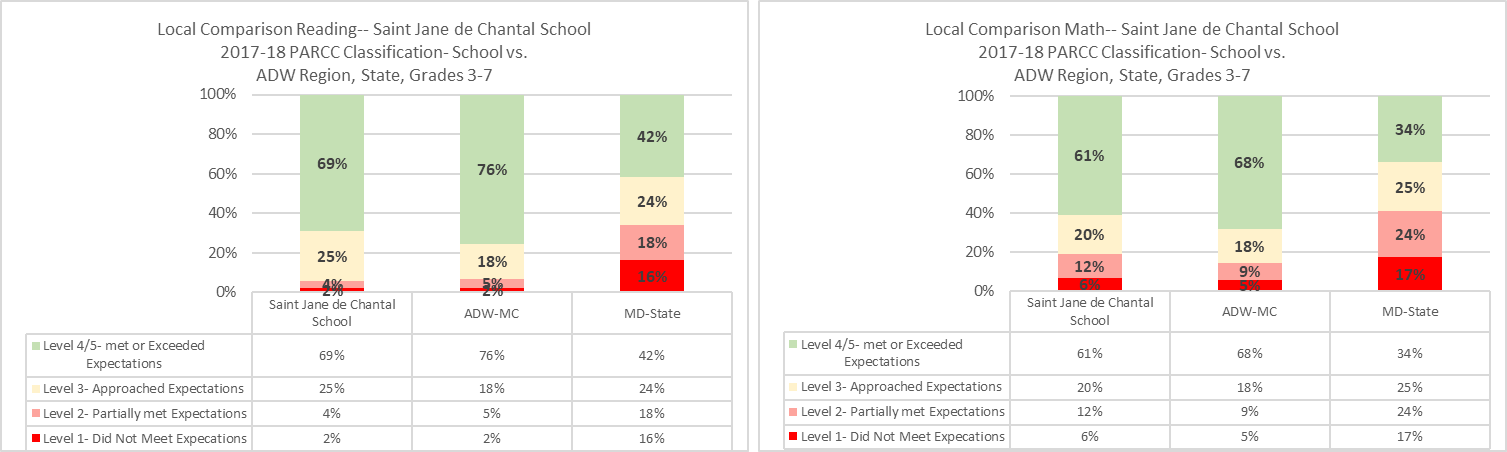 Local Comparison Reading-- Saint Jane de Chantal School
2017-18 PARCC Classification- School vs.
ADW Region, State, Grades 3-7
100%
80%
60%
40%
20%
0%
69%
25%
4%
2%
76%
18%
5%
2%
42%
24%
18%
16%
Saint Jane de Chantal
School
ADW-MC
MD-State
Level 4/5- met or Exceeded
Expectations
69%
76%
42%
Level 3- Approached Expectations
25%
18%
24%
Level 2- Partially met Expectations
4%
5%
18%
Level 1- Did Not Meet Expecations
2%
2%
16%
Local Comparison Math-- Saint Jane de Chantal School
2017-18 PARCC Classification- School vs.
ADW Region, State, Grades 3-7
100%
80%
60%
40%
20%
0%
61%
20%
12%
6%
68%
18%
9%
5%
34%
25%
24%
17%
Saint Jane de Chantal
School
ADW-MC
MD-State
Level 4/5- met or Exceeded
Expectations
61%
68%
34%
Level 3- Approached Expectations
20%
18%
25%
Level 2- Partially met Expectations
12%
9%
24%
Level 1- Did Not Meet Expecations
6%
5%
17%